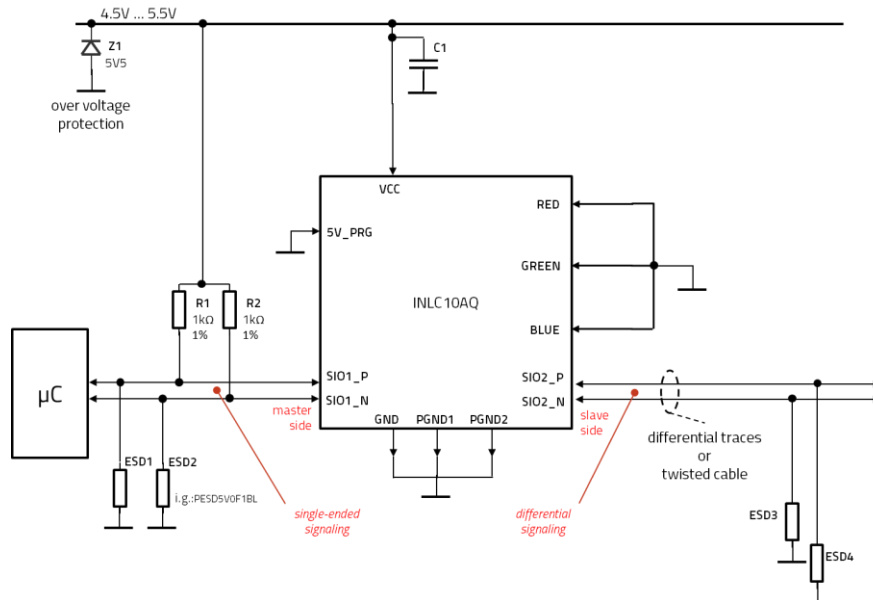 4.5V ... 5.5V
Z1
5V5
over voltage
protection
C1
VCC
5V_PRG
RED
GREEN
BLUE
INLC10AQ
R1
1kΩ
1%
R2
1kΩ
1%
µC
SIO1_P
SIO1_N
master
side
GND
PGND1
PGND2
SIO2_P
SIO2_N
slave
side
differential traces
or
twisted cable
ESD1
ESD2
i.g.:PESD5V0F1BL
single-ended
signaling
differential
signaling
ESD3
ESD4